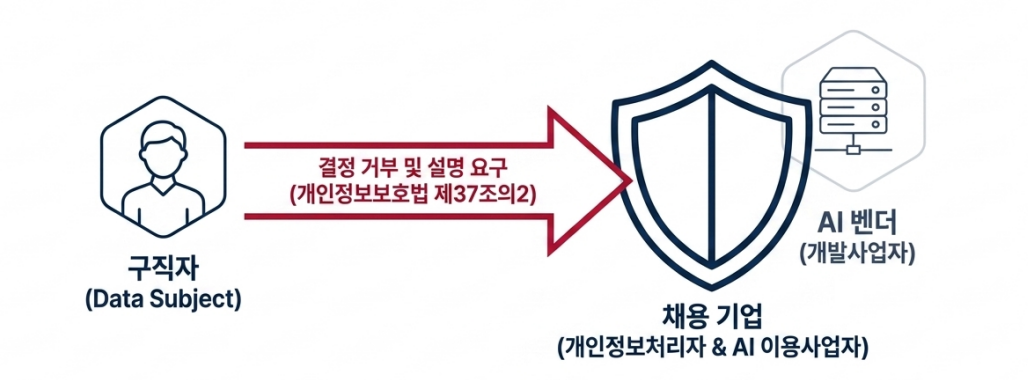 결정 거부 및 설명 요구
(개인정보보호법 제37조의2)
구직자
(Data Subject)
AI 벤더
(개발사업자)
채용 기업
(개인정보처리자 & AI 이용사업자)